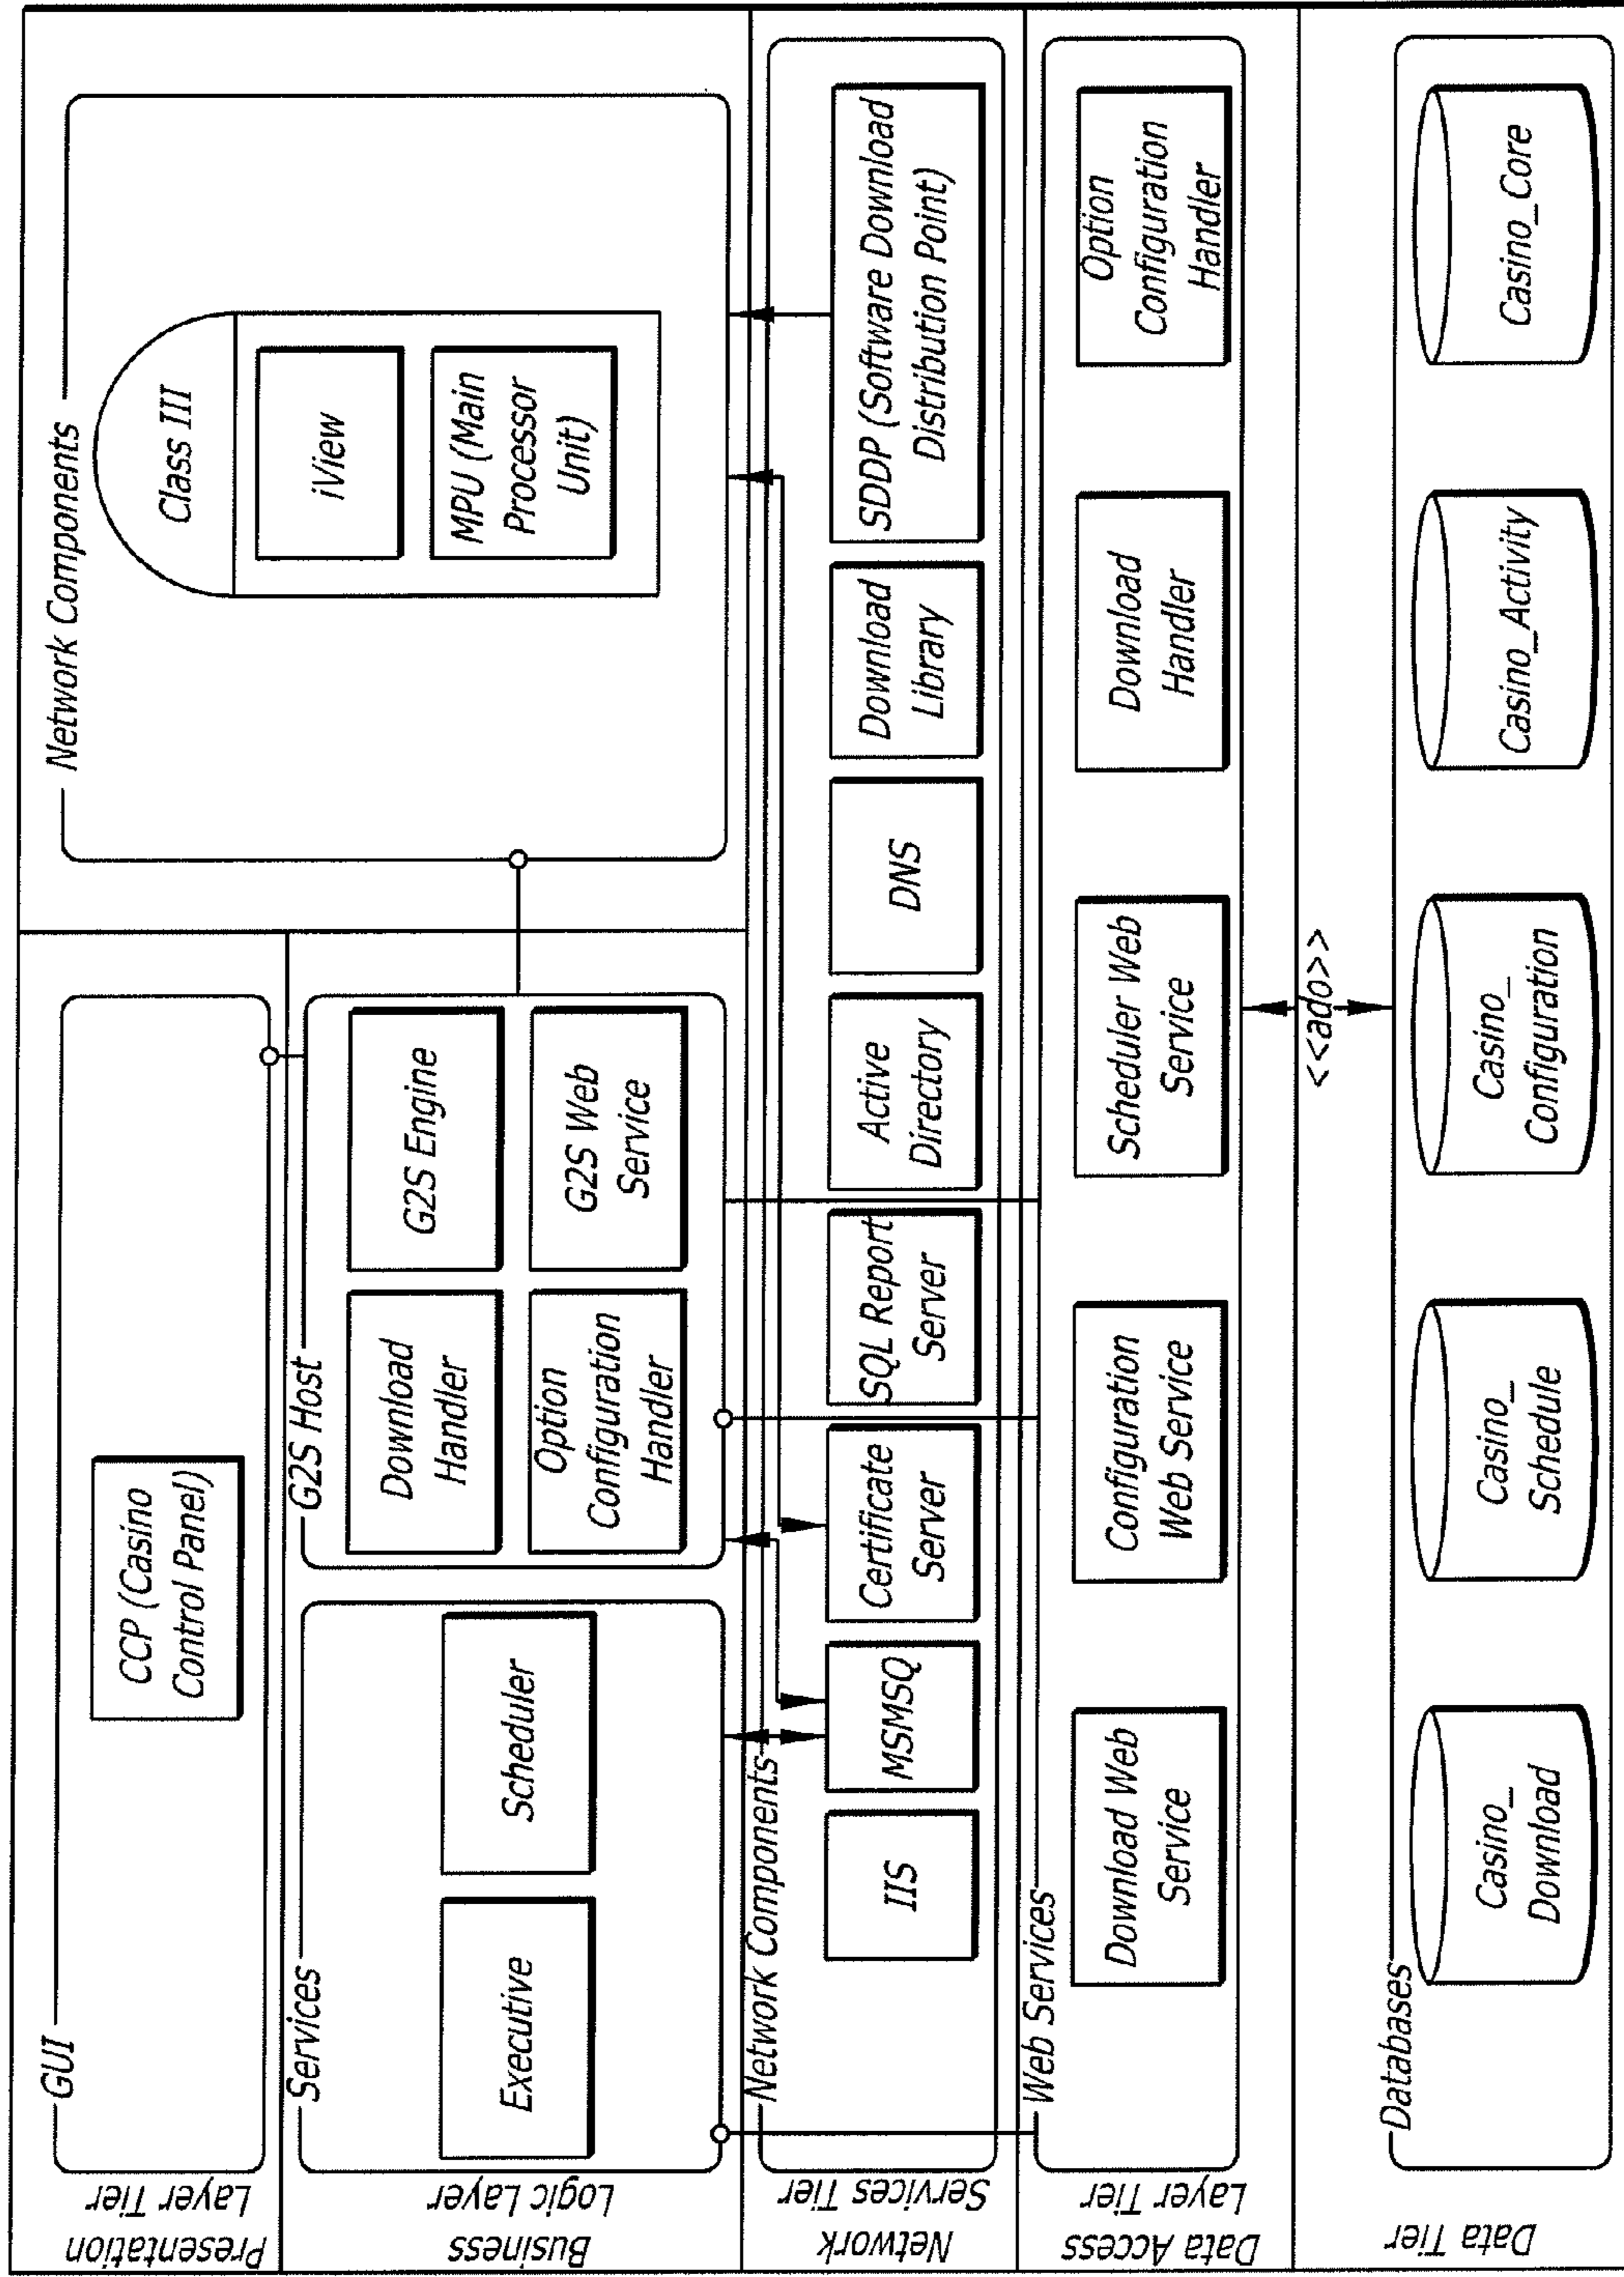 Presentation
Layer Tier
GUI
CCP (Casino
Control Panel)
Network Components
Class III
iView
MPU (Main
Processor
Unit)
Business
Logic Layer
Services
Executive
Scheduler
G2S Host
Download
Handler
G2S Engine
Option
Configuration
Handler
G2S Web
Service
Network
Services Tier
Network Components
IIS
MSMSQ
Certificate
Server
SQL Report
Server
Active
Directory
DNS
Download
Library
SDDP (Software Download
Distribution Point)
Data Access
Layer Tier
Web Services
Download Web
Service
Configuration
Web Service
Scheduler Web
Service
Download
Handler
Option
Configuration
Handler
<<ado>>
Data Tier
Databases
Casino_
Download
Casino_
Schedule
Casino_
Configuration
Casino_Activity
Casino_Core